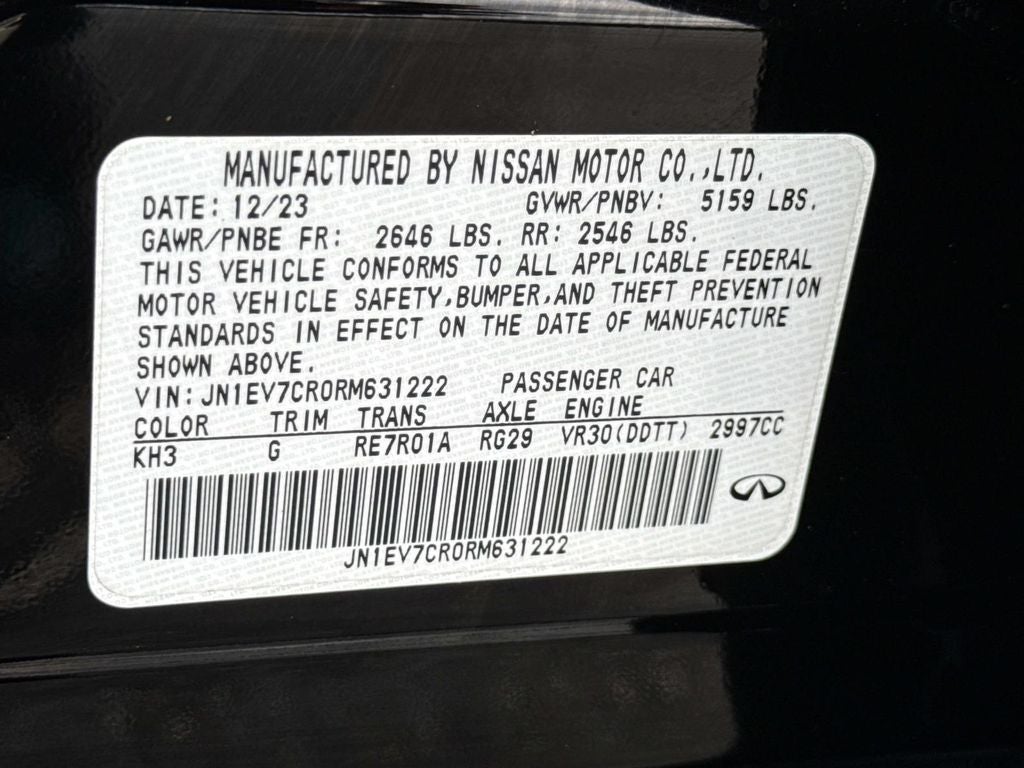 MANUFACTURED BY NISSAN MOTOR CO.,LTD.
DATE: 12/23 GVWR/PNBV: 5159 LBS.
GAWR/PNBE FR: 2646 LBS. RR: 2546 LBS.
THIS VEHICLE CONFORMS TO ALL APPLICABLE FEDERAL
MOTOR VEHICLE SAFETY,BUMPER,AND THEFT PREVENTION
STANDARDS IN EFFECT ON THE DATE OF MANUFACTURE
SHOWN ABOVE.
VIN: JN1EV7CR0RM631222 PASSENGER CAR
COLOR TRIM TRANS AXLE ENGINE
KH3 G RE7R01A RG29 VR30(DDTT) 2997CC
JN1EV7CR0RM631222